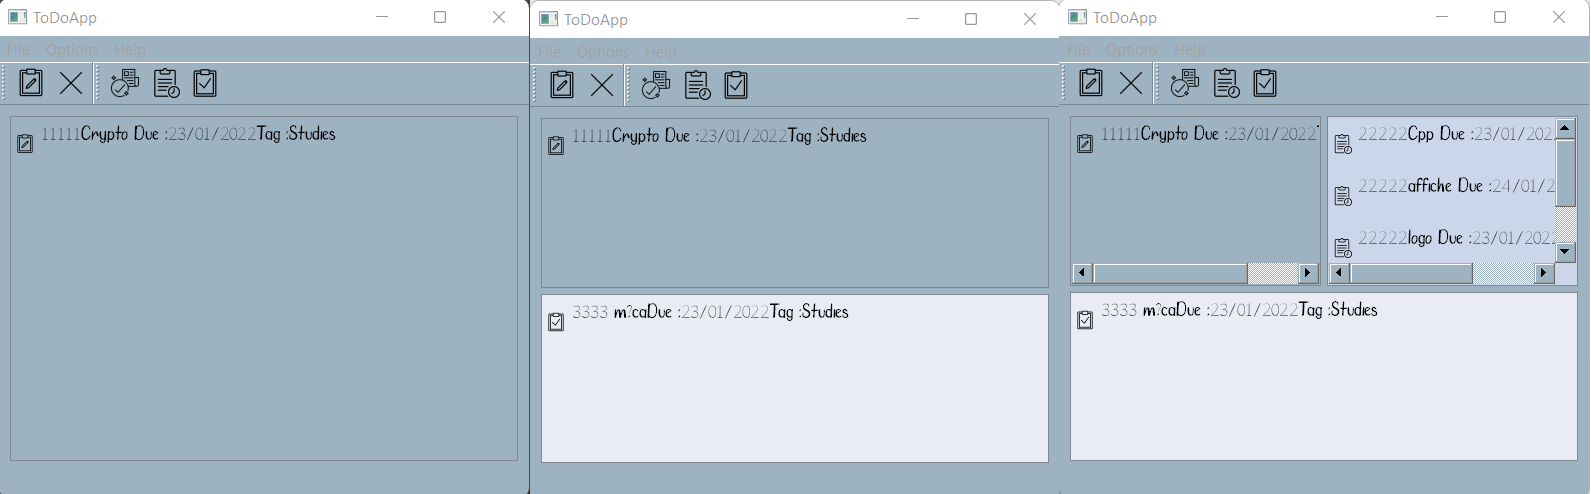 ToDoApp
File Options Help
11111Crypto Due :23/01/2022Tag :Studies
ToDoApp
File Options Help
11111Crypto Due :23/01/2022Tag :Studies
3333 m?caDue :23/01/2022Tag :Studies
ToDoApp
File Options Help
11111Crypto Due :23/01/2022
22222Cpp Due :23/01/202
22222affiche Due :24/01/2
22222logo Due :23/01/202
3333 m?caDue :23/01/2022Tag :Studies